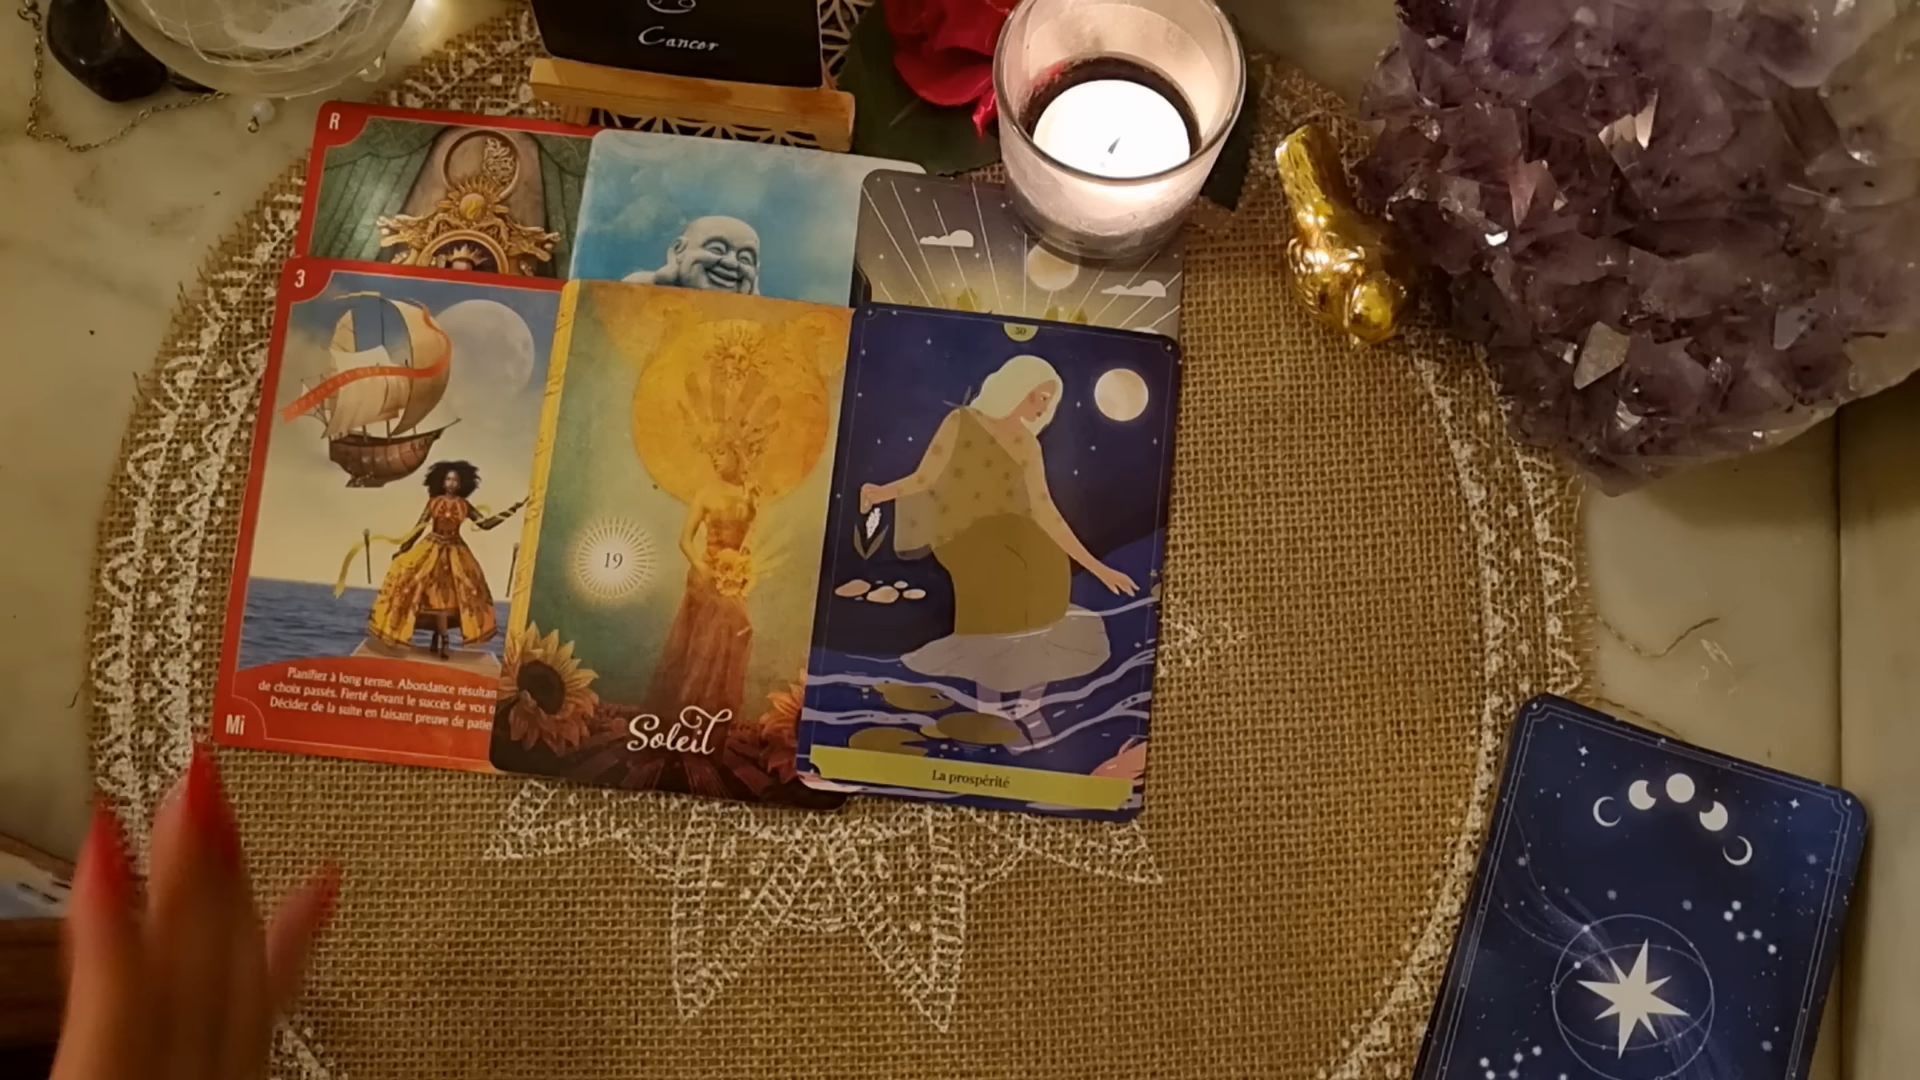 Cancer
R
3
30
19
Planifiez à long terme. Abondance résultan
de choix passés. Fierté devant le succès de vos
Décidez de la suite en faisant preuve de patie
Mi
Soleil
La prospérité